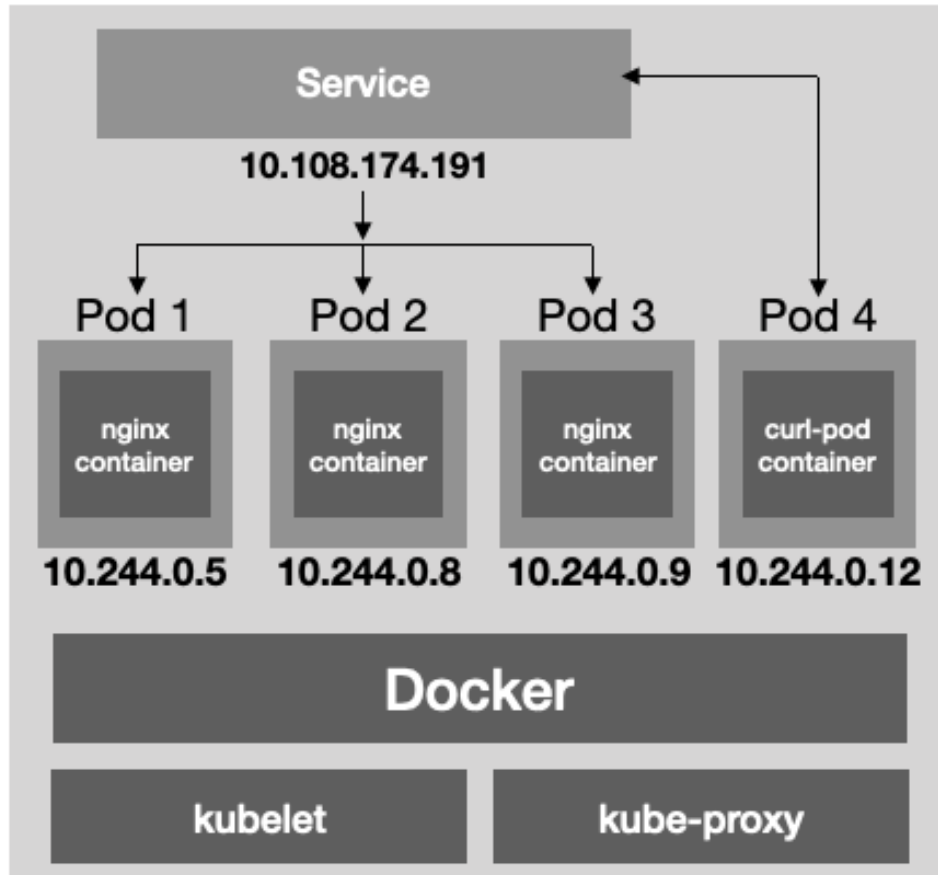 Service
10.108.174.191
Pod 1
Pod 2
Pod 3
Pod 4
nginx
container
nginx
container
nginx
container
curl-pod
container
10.244.0.5
10.244.0.8
10.244.0.9
10.244.0.12
Docker
kubelet
kube-proxy